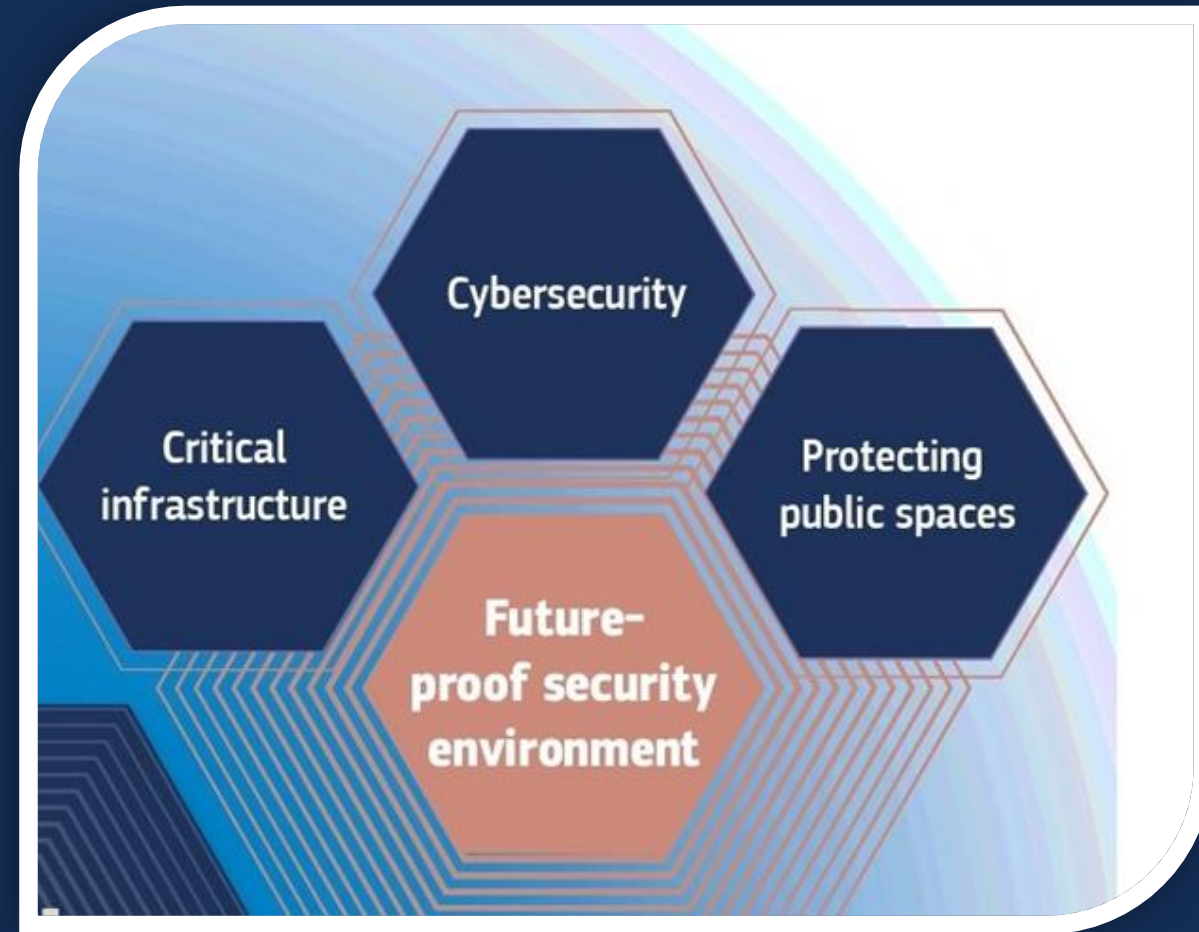 Cybersecurity
Critical
infrastructure
Protecting
public spaces
Future-
proof security
environment